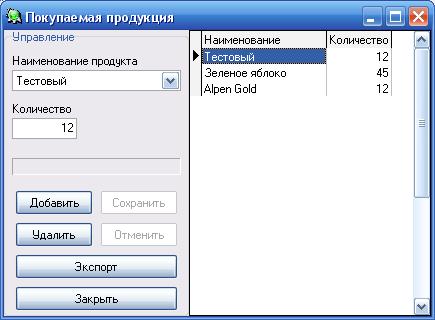 Покупаемая продукция
Управление
Наименование продукта
Тестовый
Количество
12
Добавить Сохранить
Удалить Отменить
Экспорт
Закрыть
Наименование Количество
Тестовый 12
Зеленое яблоко 45
Alpen Gold 12